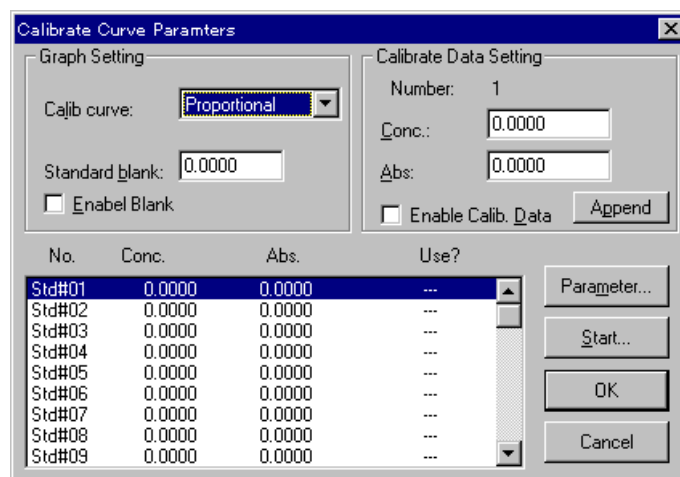 Calibrate Curve Paramters
Graph Setting
Calib curve: Proportional
Standard blank: 0.0000
Enabel Blank
Calibrate Data Setting
Number: 1
Conc.: 0.0000
Abs: 0.0000
Enable Calib. Data Append
No. Conc. Abs. Use?
Std#01 0.0000 0.0000 ---
Std#02 0.0000 0.0000 ---
Std#03 0.0000 0.0000 ---
Std#04 0.0000 0.0000 ---
Std#05 0.0000 0.0000 ---
Std#06 0.0000 0.0000 ---
Std#07 0.0000 0.0000 ---
Std#08 0.0000 0.0000 ---
Std#09 0.0000 0.0000 ---
Parameter...
Start...
OK
Cancel